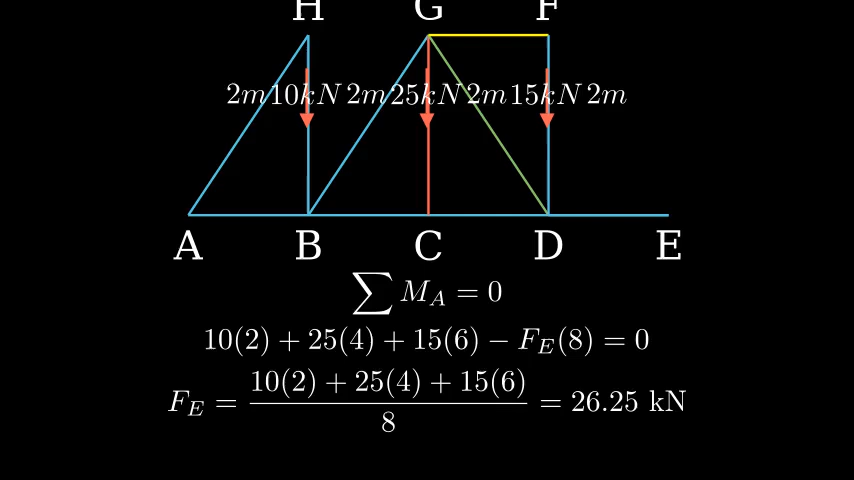 H G F
2m 10kN 2m 25kN 2m 15kN 2m
A B C D E
∑ M_A = 0
10(2) + 25(4) + 15(6) − F_E(8) = 0
F_E = \frac{10(2) + 25(4) + 15(6)}{8} = 26.25 kN